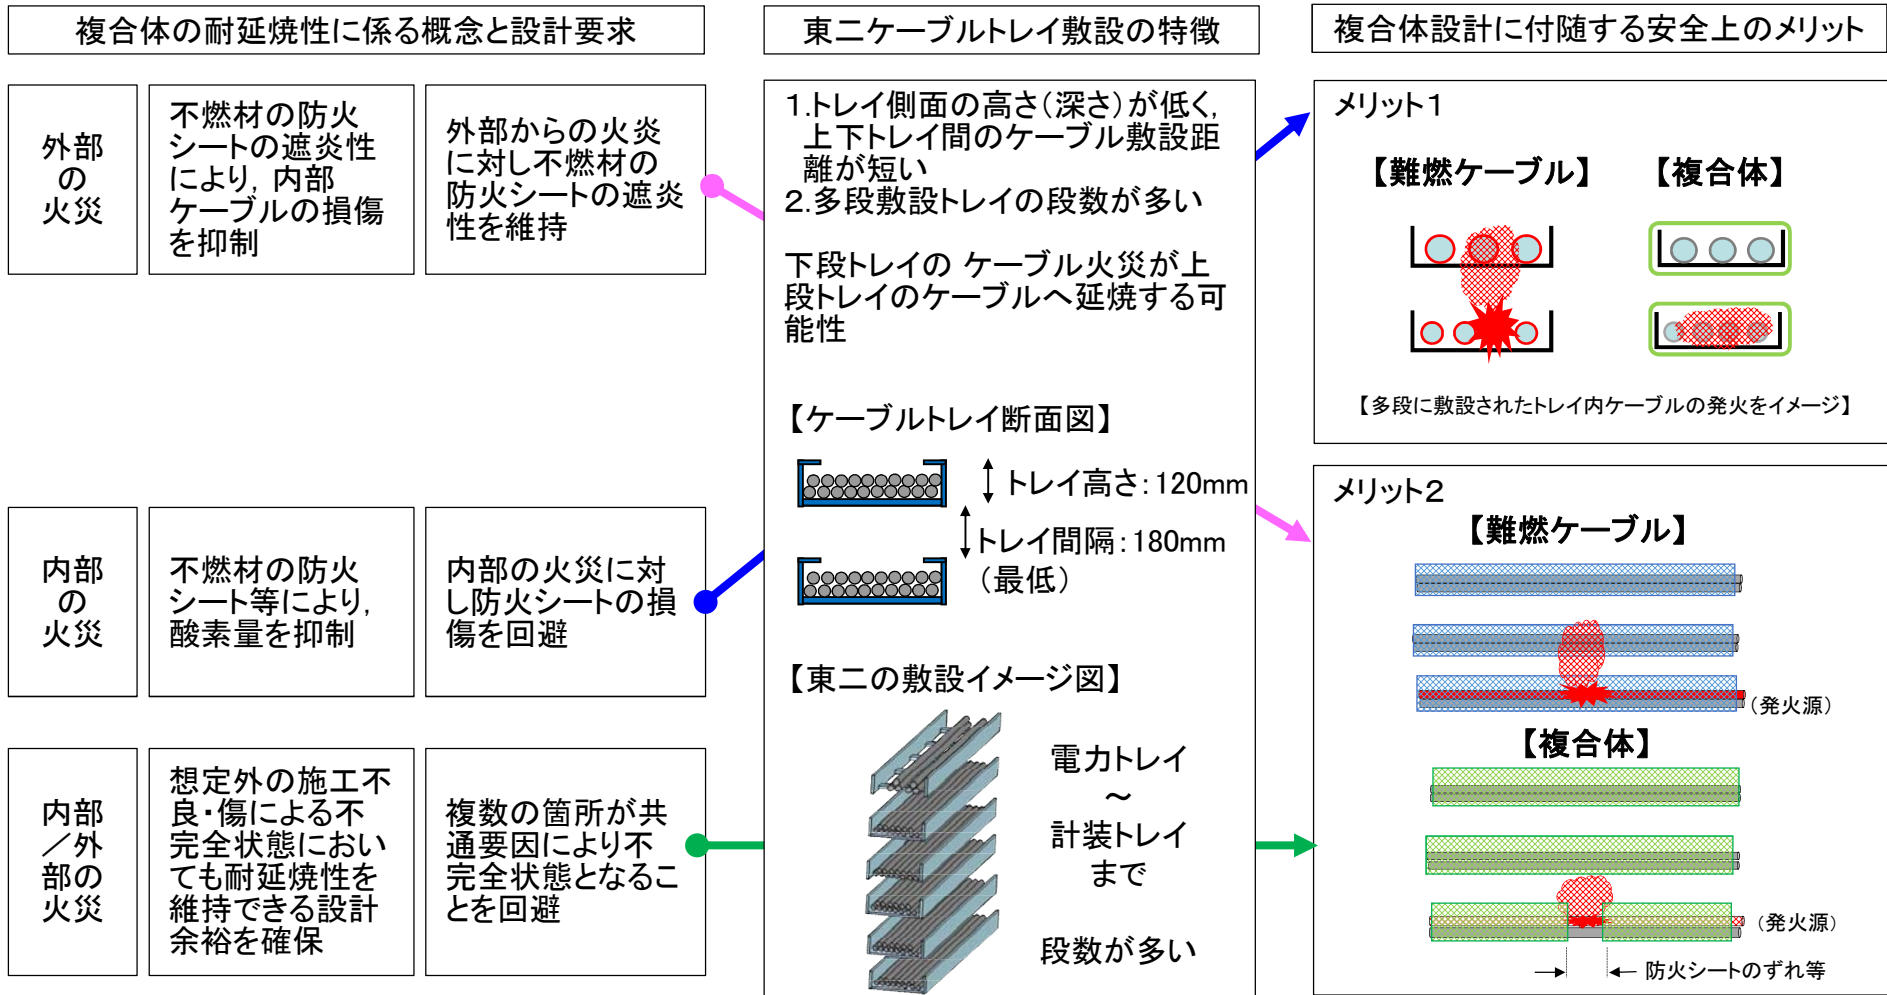 複合体の耐延焼性に係る概念と設計要求
外部
の
火災
不燃材の防火
シートの遮炎性
により, 内部
ケーブルの損傷
を抑制
外部からの火炎
に対し不燃材の
防火シートの遮炎
性を維持
内部
の
火災
不燃材の防火
シート等により,
酸素量を抑制
内部の火災に対
し防火シートの損
傷を回避
内部
／外
部の
火災
想定外の施工不
良・傷による不
完全状態におい
ても耐延焼性を
維持できる設計
余裕を確保
複数の箇所が共
通要因により不
完全状態となるこ
とを回避
東二ケーブルトレイ敷設の特徴
1.トレイ側面の高さ(深さ)が低く,
上下トレイ間のケーブル敷設距
離が短い
2.多段敷設トレイの段数が多い
下段トレイの ケーブル火災が上
段トレイのケーブルへ延焼する可
能性
【ケーブルトレイ断面図】
トレイ高さ:120mm
トレイ間隔:180mm
(最低)
【東二の敷設イメージ図】
電力トレイ
～
計装トレイ
まで
段数が多い
複合体設計に付随する安全上のメリット
メリット1
【難燃ケーブル】 【複合体】
【多段に敷設されたトレイ内ケーブルの発火をイメージ】
メリット2
【難燃ケーブル】
(発火源)
【複合体】
(発火源)
防火シートのずれ等